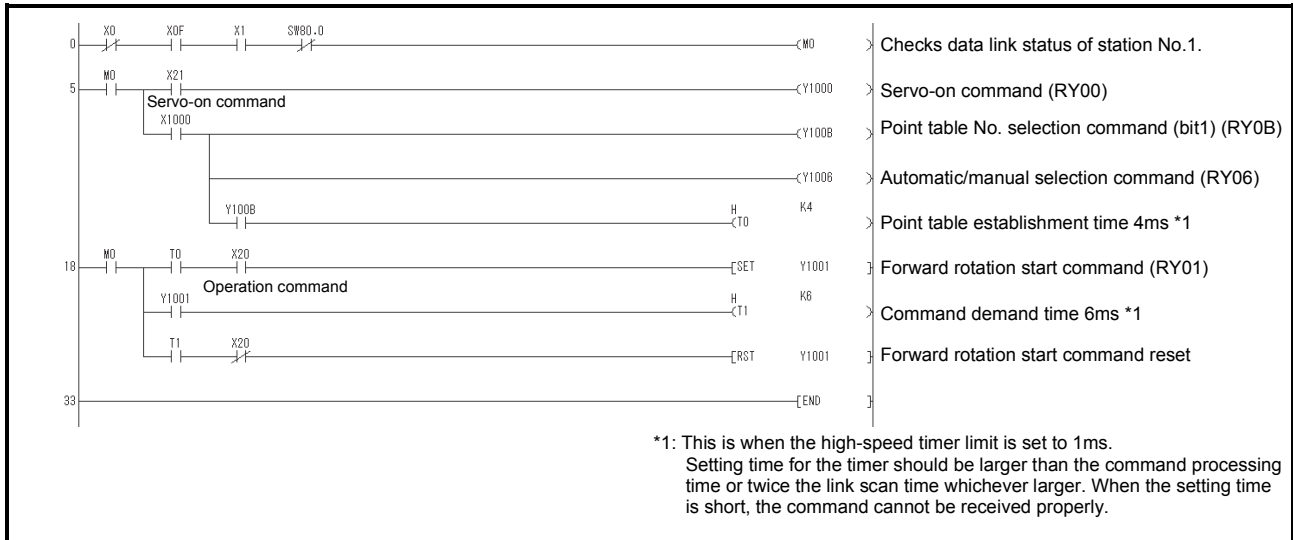 X0 X0F X1 SW80.0
0 (M0 ) Checks data link status of station No.1.
M0 X21
5 (Y1000 ) Servo-on command (RY00)
Servo-on command
X1000
(Y100B ) Point table No. selection command (bit1) (RY0B)
(Y1006 ) Automatic/manual selection command (RY06)
Y100B H K4
(T0 ) Point table establishment time 4ms *1
M0 T0 X20
18 [SET Y1001 ] Forward rotation start command (RY01)
Operation command
Y1001 H K6
(T1 ) Command demand time 6ms *1
T1 X20
[RST Y1001 ] Forward rotation start command reset
33 [END ]
*1: This is when the high-speed timer limit is set to 1ms.
Setting time for the timer should be larger than the command processing
time or twice the link scan time whichever larger. When the setting time
is short, the command cannot be received properly.